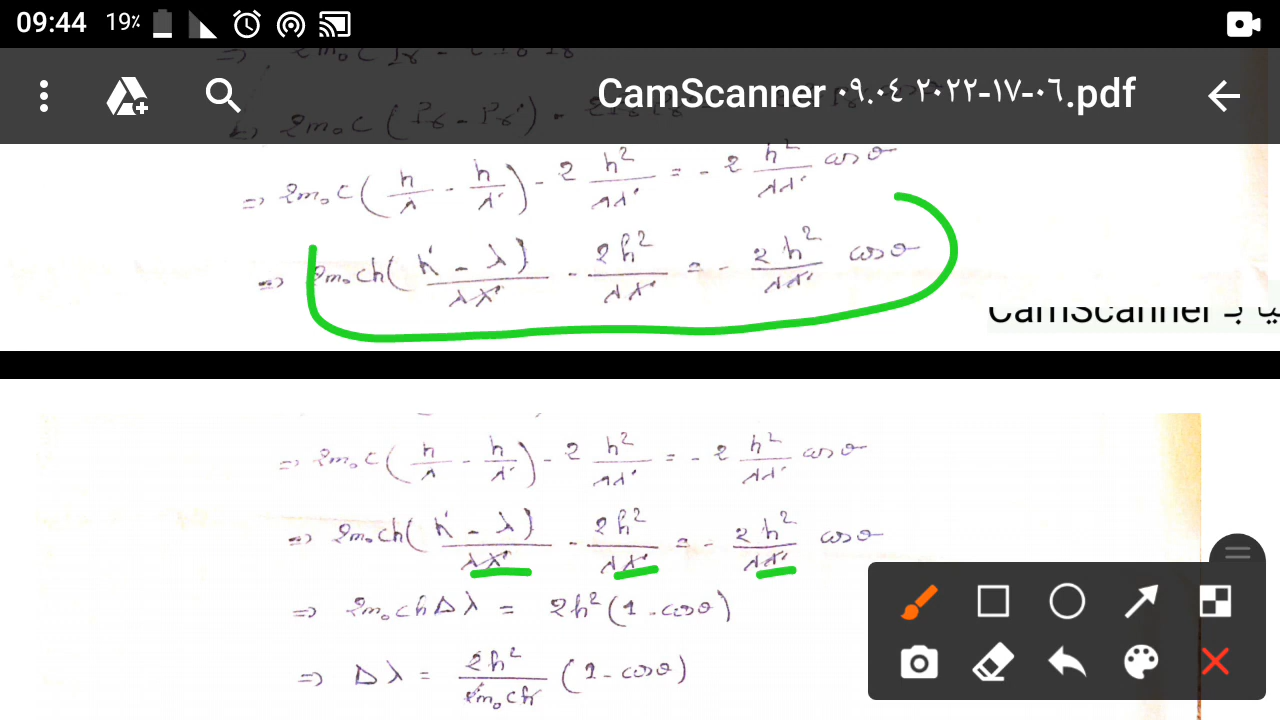 09:44 19%
CamScanner ٠٦-١٧-٢٠٢٢ ٠٩.٠٤.pdf
=> 2m₀c(h/λ - h/λ') - 2 h²/λλ' = - 2 h²/λλ' cosθ
=> 2m₀ch(λ' - λ)/λλ' - 2h²/λλ' = - 2h²/λλ' cosθ
CamScanner
=> 2m₀c(h/λ - h/λ') - 2 h²/λλ' = - 2 h²/λλ' cosθ
=> 2m₀ch(λ' - λ)/λλ' - 2h²/λλ' = - 2h²/λλ' cosθ
=> 2m₀chΔλ = 2h²(1-cosθ)
=> Δλ = 2h²/2m₀ch (1-cosθ)